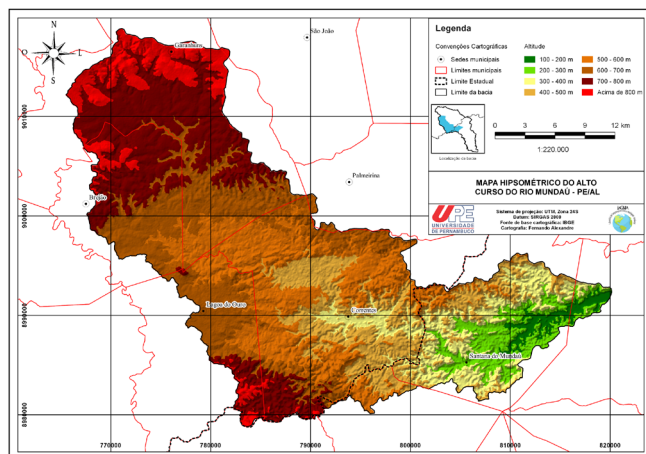 N
O
L
S
São João
Garanhuns
Palmeirina
Brejão
Lagoa do Ouro
Correntes
Santana do Mundaú
9010000
9000000
8990000
8980000
770000
780000
790000
800000
810000
820000
Legenda
Convenções Cartográficas
Sedes municipais
Limites municipais
Limite Estadual
Limite da bacia
Altitude
100 - 200 m
200 - 300 m
300 - 400 m
400 - 500 m
500 - 600 m
600 - 700 m
700 - 800 m
Acima de 800 m
Localização da bacia
0 3 6 9 12 km
1:220.000
MAPA HIPSOMÉTRICO DO ALTO
CURSO DO RIO MUNDAÚ - PE/AL
UPE
UNIVERSIDADE
DE PERNAMBUCO
Sistema de projeção: UTM, Zona 24S
Datum: SIRGAS 2000
Fonte de base cartográfica: IBGE
Cartografia: Fernando Alexandre